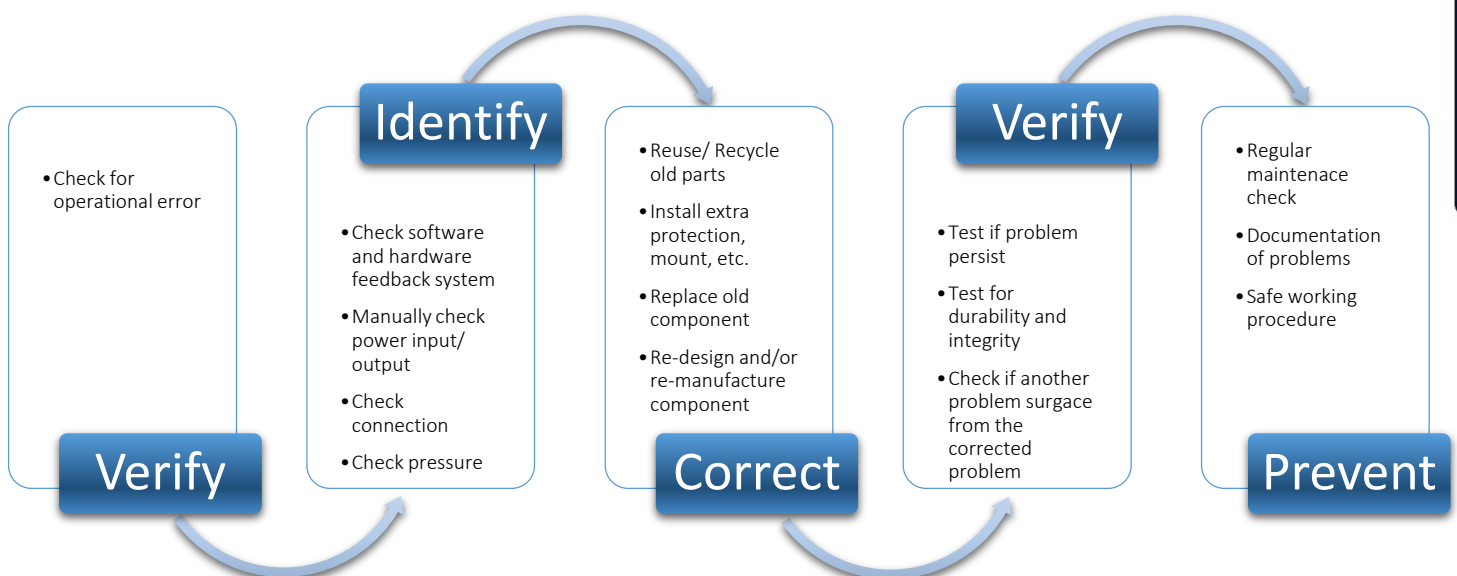 • Check for
operational error
Verify
Identify
• Check software
and hardware
feedback system
• Manually check
power input/
output
• Check
connection
• Check pressure
• Reuse/ Recycle
old parts
• Install extra
protection,
mount, etc.
• Replace old
component
• Re-design and/or
re-manufacture
component
Correct
Verify
• Test if problem
persist
• Test for
durability and
integrity
• Check if another
problem surgace
from the
corrected
problem
• Regular
maintenace
check
• Documentation
of problems
• Safe working
procedure
Prevent